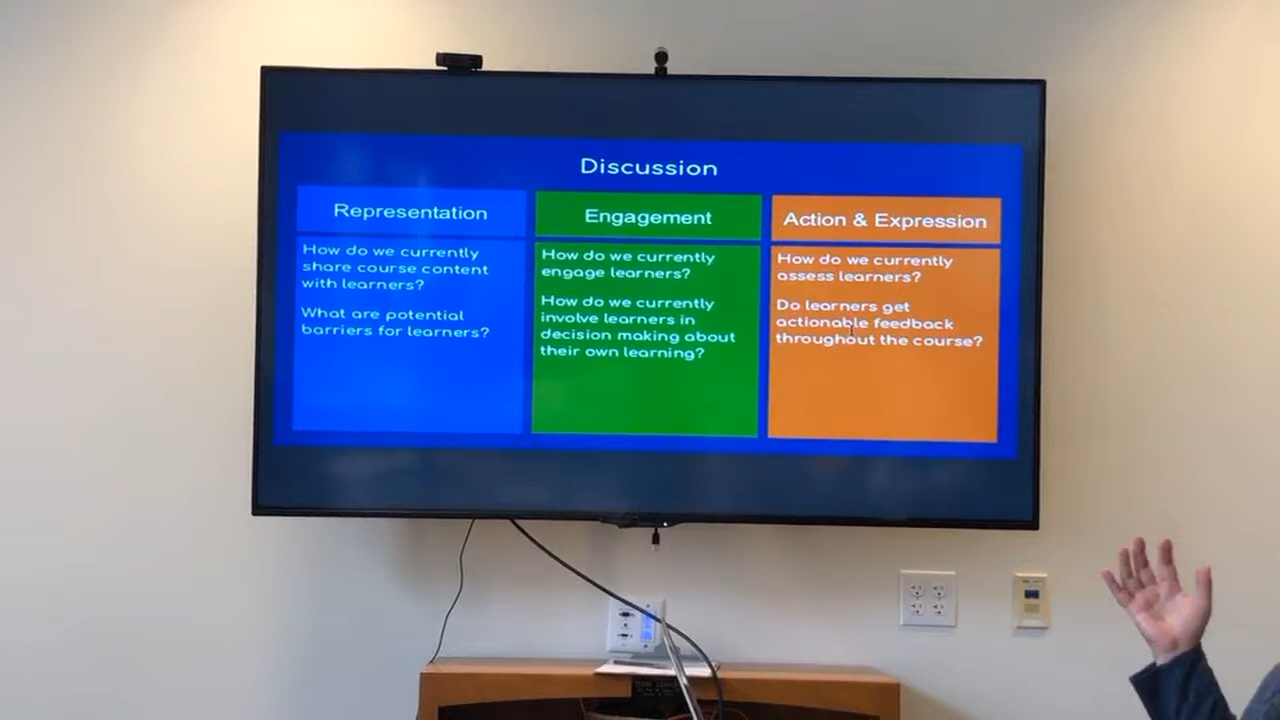 Discussion
Representation
How do we currently
share course content
with learners?
What are potential
barriers for learners?
Engagement
How do we currently
engage learners?
How do we currently
involve learners in
decision making about
their own learning?
Action & Expression
How do we currently
assess learners?
Do learners get
actionable feedback
throughout the course?